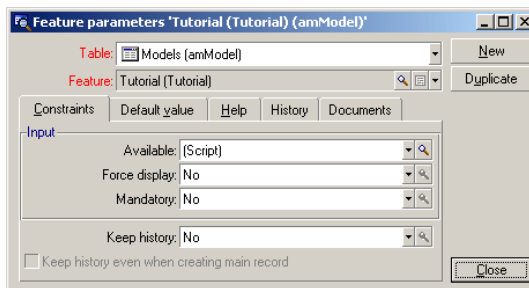 Feature parameters 'Tutorial (Tutorial) (amModel)'
Table: Models (amModel)
New
Feature: Tutorial (Tutorial)
Duplicate
Constraints Default value Help History Documents
Input
Available: (Script)
Force display: No
Mandatory: No
Keep history: No
Keep history even when creating main record
Close